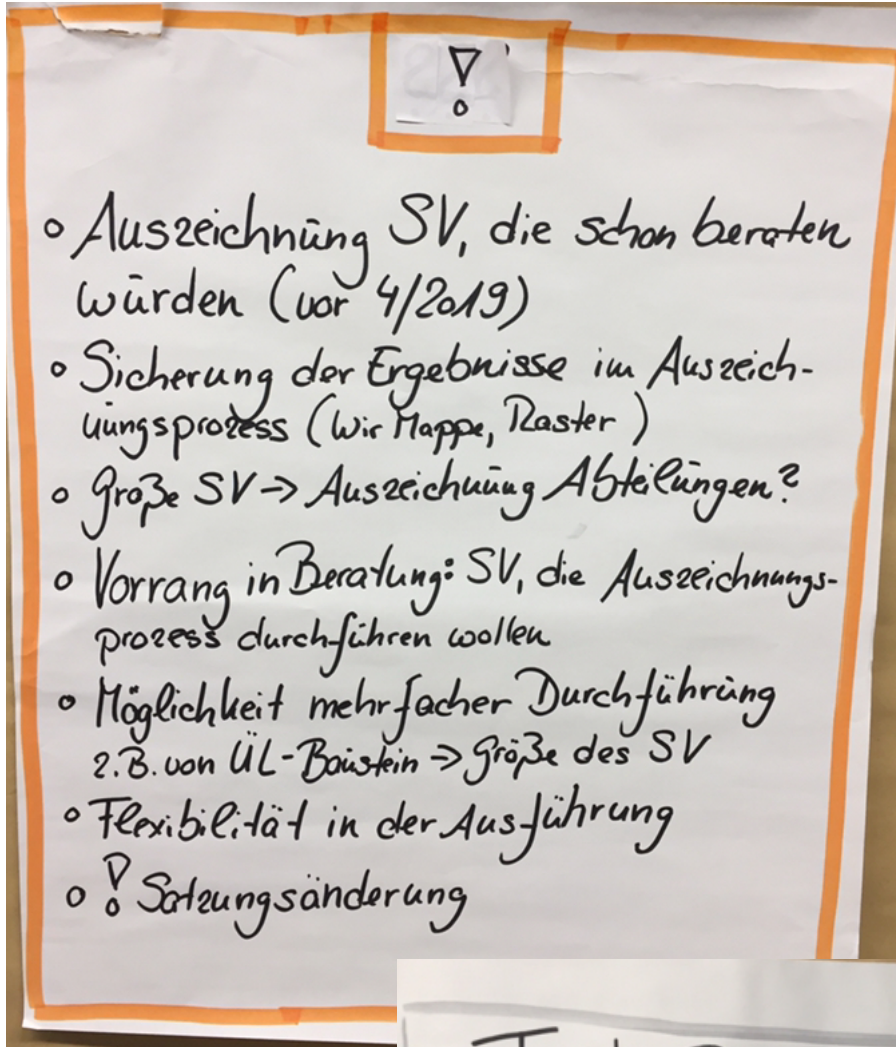 !
• Auszeichnung SV, die schon beraten
wurden (vor 4/2019)
• Sicherung der Ergebnisse im Auszeich-
nungsprozess (Wir Mappe, Raster)
• Große SV → Auszeichnung Abteilungen?
• Vorrang in Beratung: SV, die Auszeichnungs-
prozess durchführen wollen
• Möglichkeit mehrfacher Durchführung
z.B. von ÜL-Baustein ⇒ Größe des SV
• Flexibilität in der Ausführung
• ! Satzungsänderung